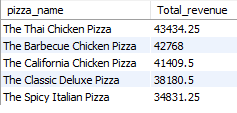 pizza_name Total_revenue
The Thai Chicken Pizza 43434.25
The Barbecue Chicken Pizza 42768
The California Chicken Pizza 41409.5
The Classic Deluxe Pizza 38180.5
The Spicy Italian Pizza 34831.25